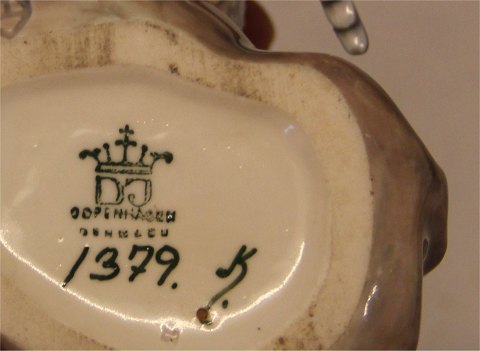 DJ
COPENHAGEN
DENMARK
1379. K.